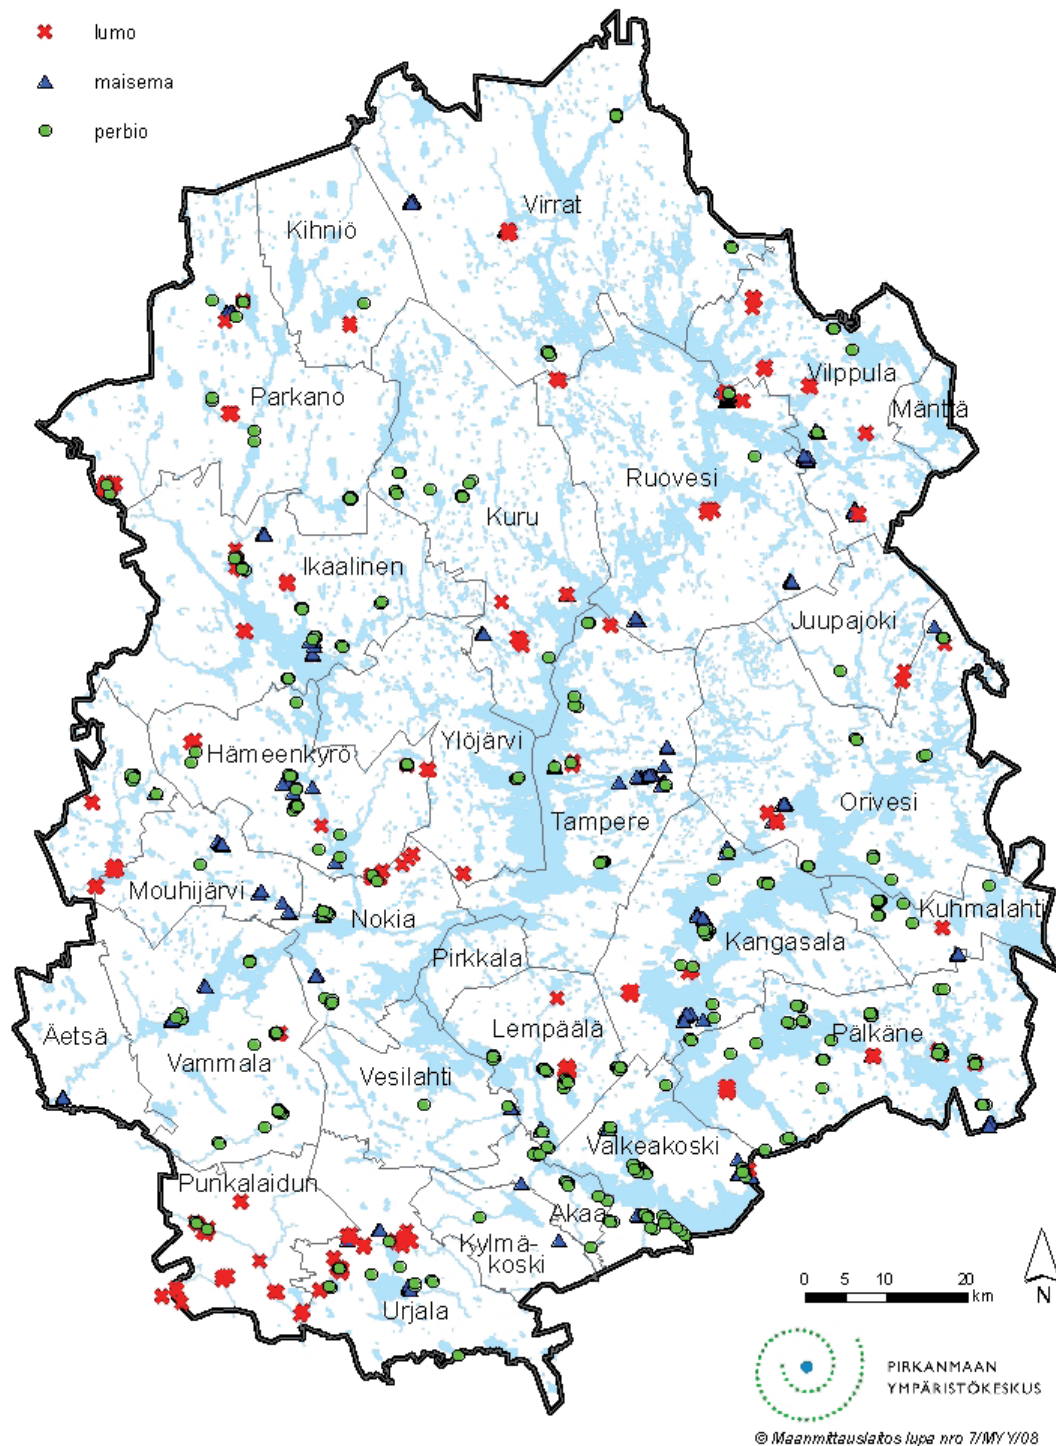 lumo
maisema
perbio
Virrat
Kihniö
Vilppula
Parkano
Mänttä
Ruovesi
Kuru
Ikaalinen
Juupajoki
Ylöjärvi
Hämeenkyrö
Orivesi
Tampere
Mouhijärvi
Kuhmalahti
Nokia
Kangasala
Pirkkala
Lempäälä
Äetsä
Pälkäne
Vammala
Vesilahti
Valkeakoski
Punkalaidun
Akaa
Kylmä-
koski
Urjala
0 5 10 20
km
N
PIRKANMAAN
YMPÄRISTÖKESKUS
© Maanmittauslaitos lupa nro 7/MYY/08